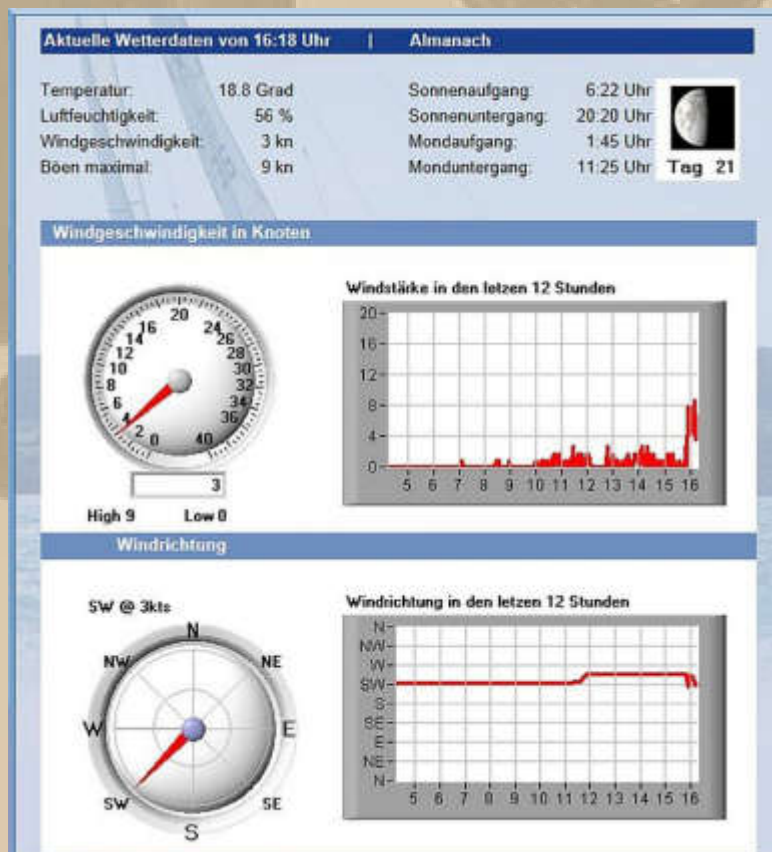 Aktuelle Wetterdaten von 16:18 Uhr | Almanach
Temperatur: 18.8 Grad
Luftfeuchtigkeit: 56 %
Windgeschwindigkeit: 3 kn
Böen maximal: 9 kn
Sonnenaufgang: 6:22 Uhr
Sonnenuntergang: 20:20 Uhr
Mondaufgang: 1:45 Uhr
Monduntergang: 11:25 Uhr
Tag 21
Windgeschwindigkeit in Knoten
0 2 4 6 8 10 12 14 16 20 24 26 28 30 32 34 36 40
3
High 9 Low 0
Windstärke in den letzen 12 Stunden
20
16
12
8
4
0
5 6 7 8 9 10 11 12 13 14 15 16
Windrichtung
SW @ 3kts
N
NW NE
W E
SW SE
S
Windrichtung in den letzen 12 Stunden
N
NW
W
SW
S
SE
E
NE
N
5 6 7 8 9 10 11 12 13 14 15 16